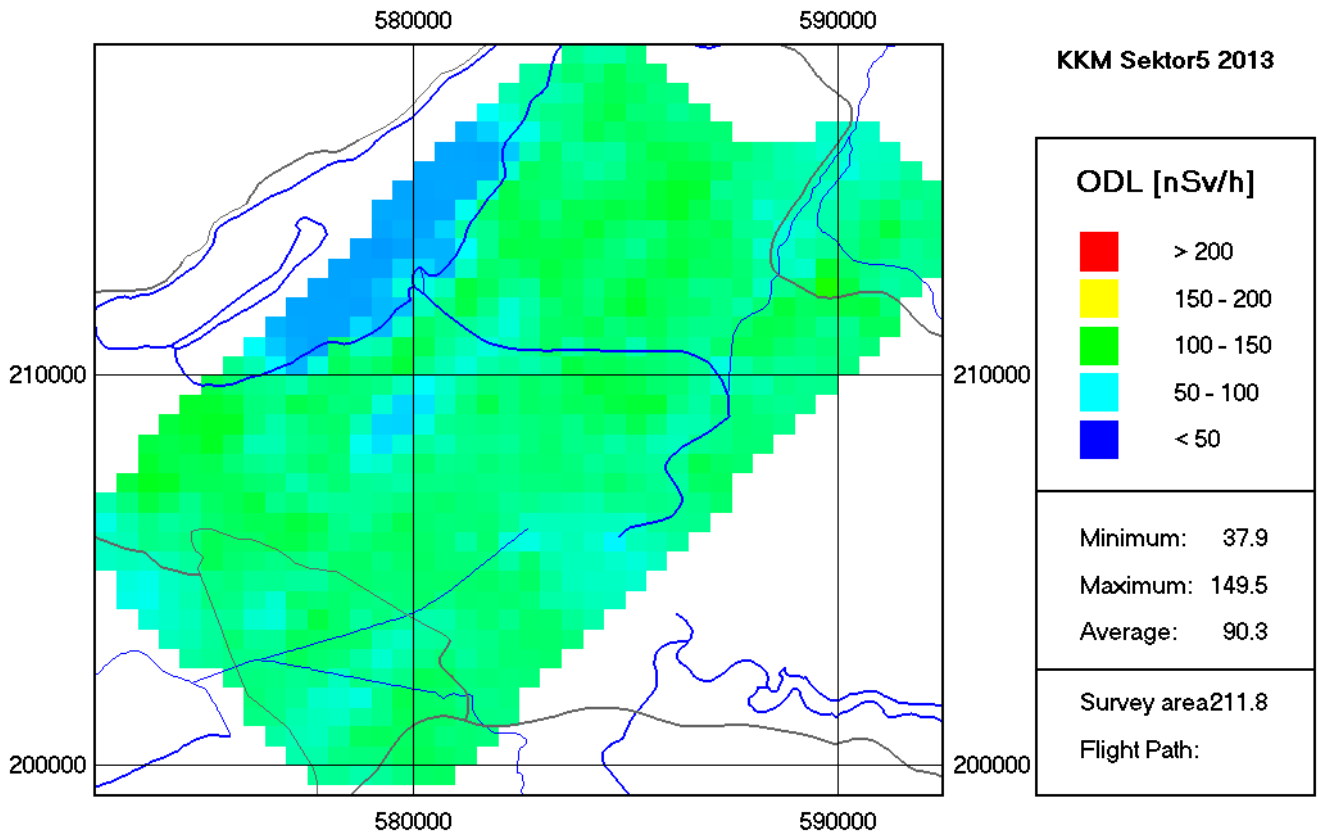 580000 590000
KKM Sektor5 2013
ODL [nSv/h]
> 200
150 - 200
100 - 150
50 - 100
< 50
210000 210000
Minimum: 37.9
Maximum: 149.5
Average: 90.3
Survey area211.8
Flight Path:
200000 200000
580000 590000